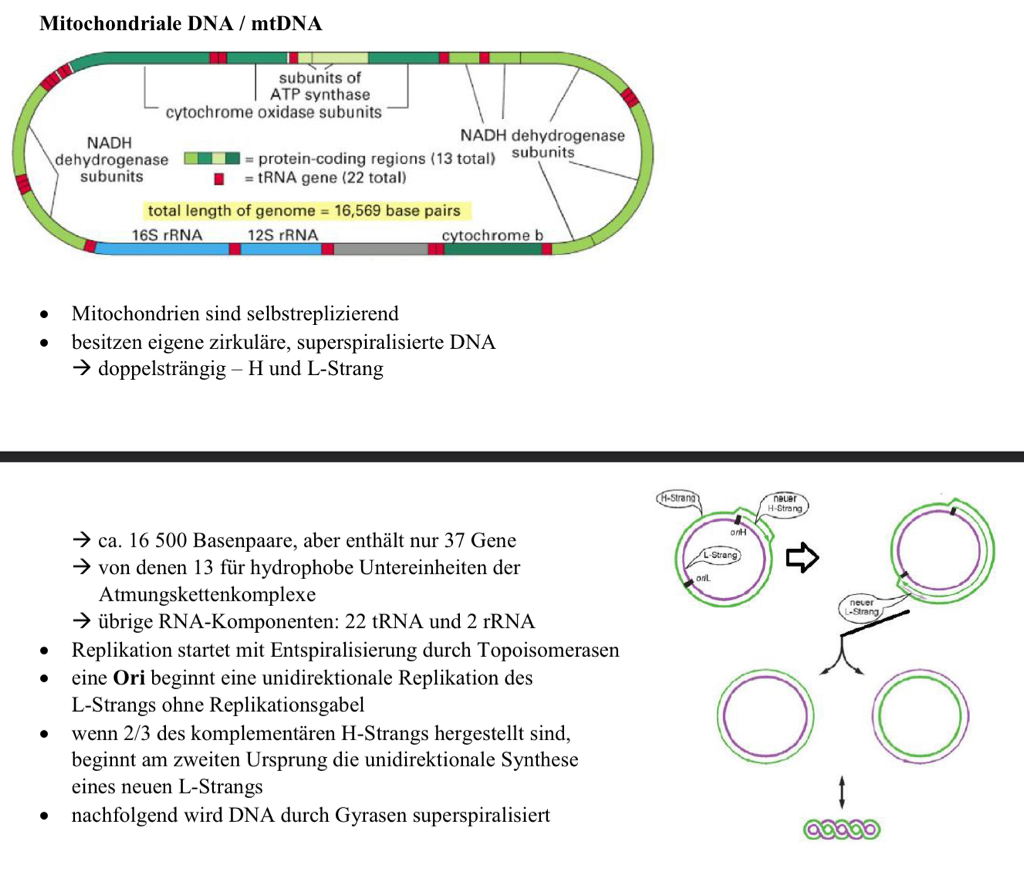 Mitochondriale DNA / mtDNA
subunits of
ATP synthase
cytochrome oxidase subunits
NADH
dehydrogenase
subunits
NADH dehydrogenase
subunits
= protein-coding regions (13 total)
= tRNA gene (22 total)
total length of genome = 16,569 base pairs
16S rRNA
12S rRNA
cytochrome b
• Mitochondrien sind selbstreplizierend
• besitzen eigene zirkuläre, superspiralisierte DNA
→ doppelsträngig – H und L-Strang
→ ca. 16 500 Basenpaare, aber enthält nur 37 Gene
→ von denen 13 für hydrophobe Untereinheiten der
Atmungskettenkomplexe
→ übrige RNA-Komponenten: 22 tRNA und 2 rRNA
• Replikation startet mit Entspiralisierung durch Topoisomerasen
• eine Ori beginnt eine unidirektionale Replikation des
L-Strangs ohne Replikationsgabel
• wenn 2/3 des komplementären H-Strangs hergestellt sind,
beginnt am zweiten Ursprung die unidirektionale Synthese
eines neuen L-Strangs
• nachfolgend wird DNA durch Gyrasen superspiralisiert
H-Strang
neuer
H-Strang
oriH
L-Strang
oriL
neuer
L-Strang